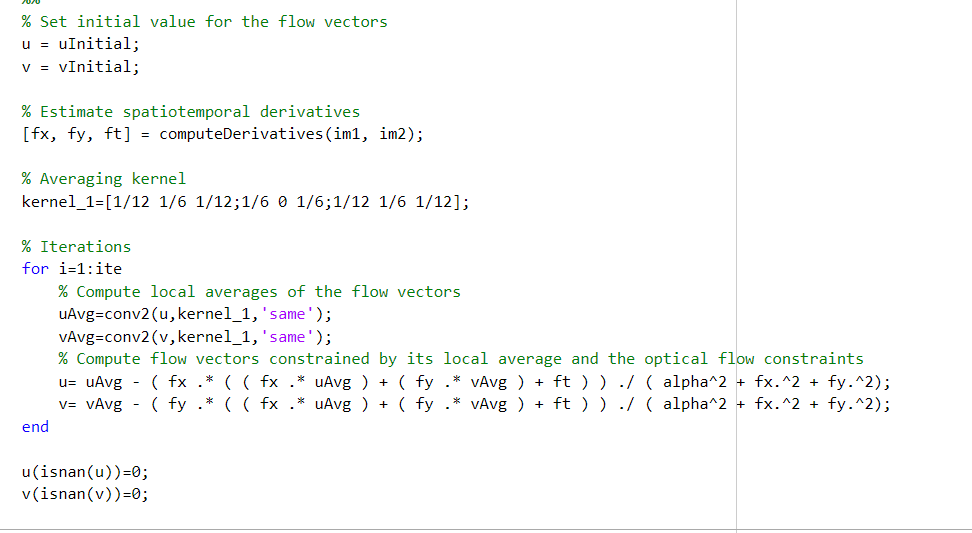 %%
% Set initial value for the flow vectors
u = uInitial;
v = vInitial;
% Estimate spatiotemporal derivatives
[fx, fy, ft] = computeDerivatives(im1, im2);
% Averaging kernel
kernel_1=[1/12 1/6 1/12;1/6 0 1/6;1/12 1/6 1/12];
% Iterations
for i=1:ite
% Compute local averages of the flow vectors
uAvg=conv2(u,kernel_1,'same');
vAvg=conv2(v,kernel_1,'same');
% Compute flow vectors constrained by its local average and the optical flow constraints
u= uAvg - ( fx .* ( ( fx .* uAvg ) + ( fy .* vAvg ) + ft ) ) ./ ( alpha^2 + fx.^2 + fy.^2);
v= vAvg - ( fy .* ( ( fx .* uAvg ) + ( fy .* vAvg ) + ft ) ) ./ ( alpha^2 + fx.^2 + fy.^2);
end
u(isnan(u))=0;
v(isnan(v))=0;